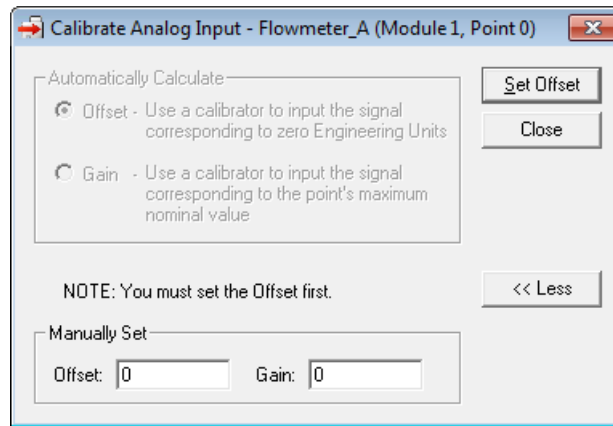 Calibrate Analog Input - Flowmeter_A (Module 1, Point 0)
Automatically Calculate
Offset - Use a calibrator to input the signal
corresponding to zero Engineering Units
Gain - Use a calibrator to input the signal
corresponding to the point's maximum
nominal value
Set Offset
Close
NOTE: You must set the Offset first.
<< Less
Manually Set
Offset: 0 Gain: 0